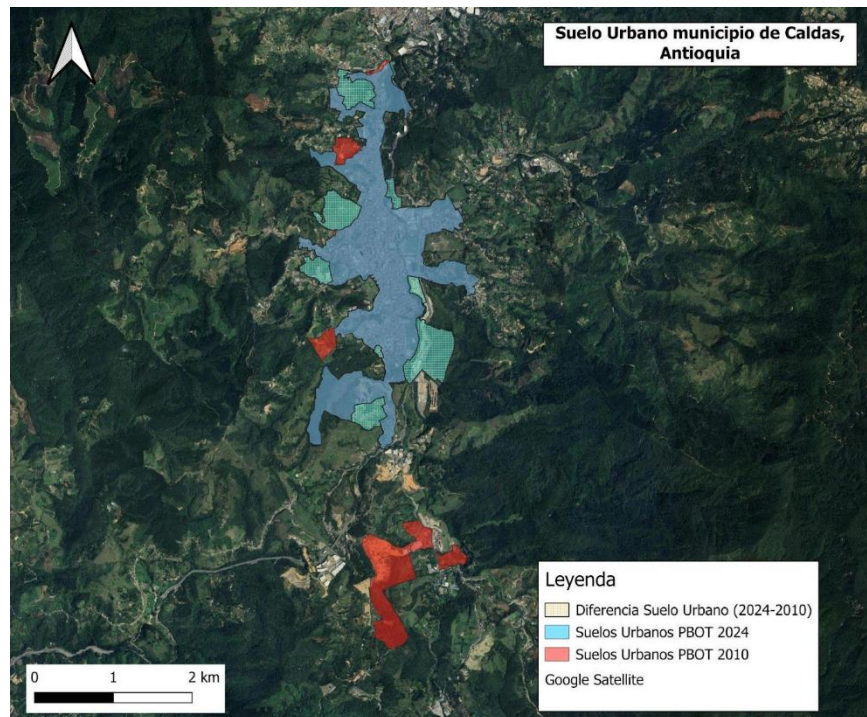 Suelo Urbano municipio de Caldas,
Antioquia
Leyenda
Diferencia Suelo Urbano (2024-2010)
Suelos Urbanos PBOT 2024
Suelos Urbanos PBOT 2010
Google Satellite
0 1 2 km